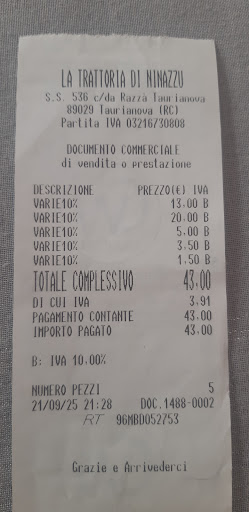 LA TRATTORIA DI NINAZZU
S.S. 536 c/da Razzà Taurianova
89029 Taurianova (RC)
Partita IVA 03216730808
DOCUMENTO COMMERCIALE
di vendita o prestazione
DESCRIZIONE PREZZO(€) IVA
VARIE10% 13,00 B
VARIE10% 20,00 B
VARIE10% 5,00 B
VARIE10% 3,50 B
VARIE10% 1,50 B
TOTALE COMPLESSIVO 43,00
DI CUI IVA 3,91
PAGAMENTO CONTANTE 43,00
IMPORTO PAGATO 43,00
B: IVA 10,00%
NUMERO PEZZI 5
21/09/25 21:28 DOC.1488-0002
RT 96MBD052753
Grazie e Arrivederci